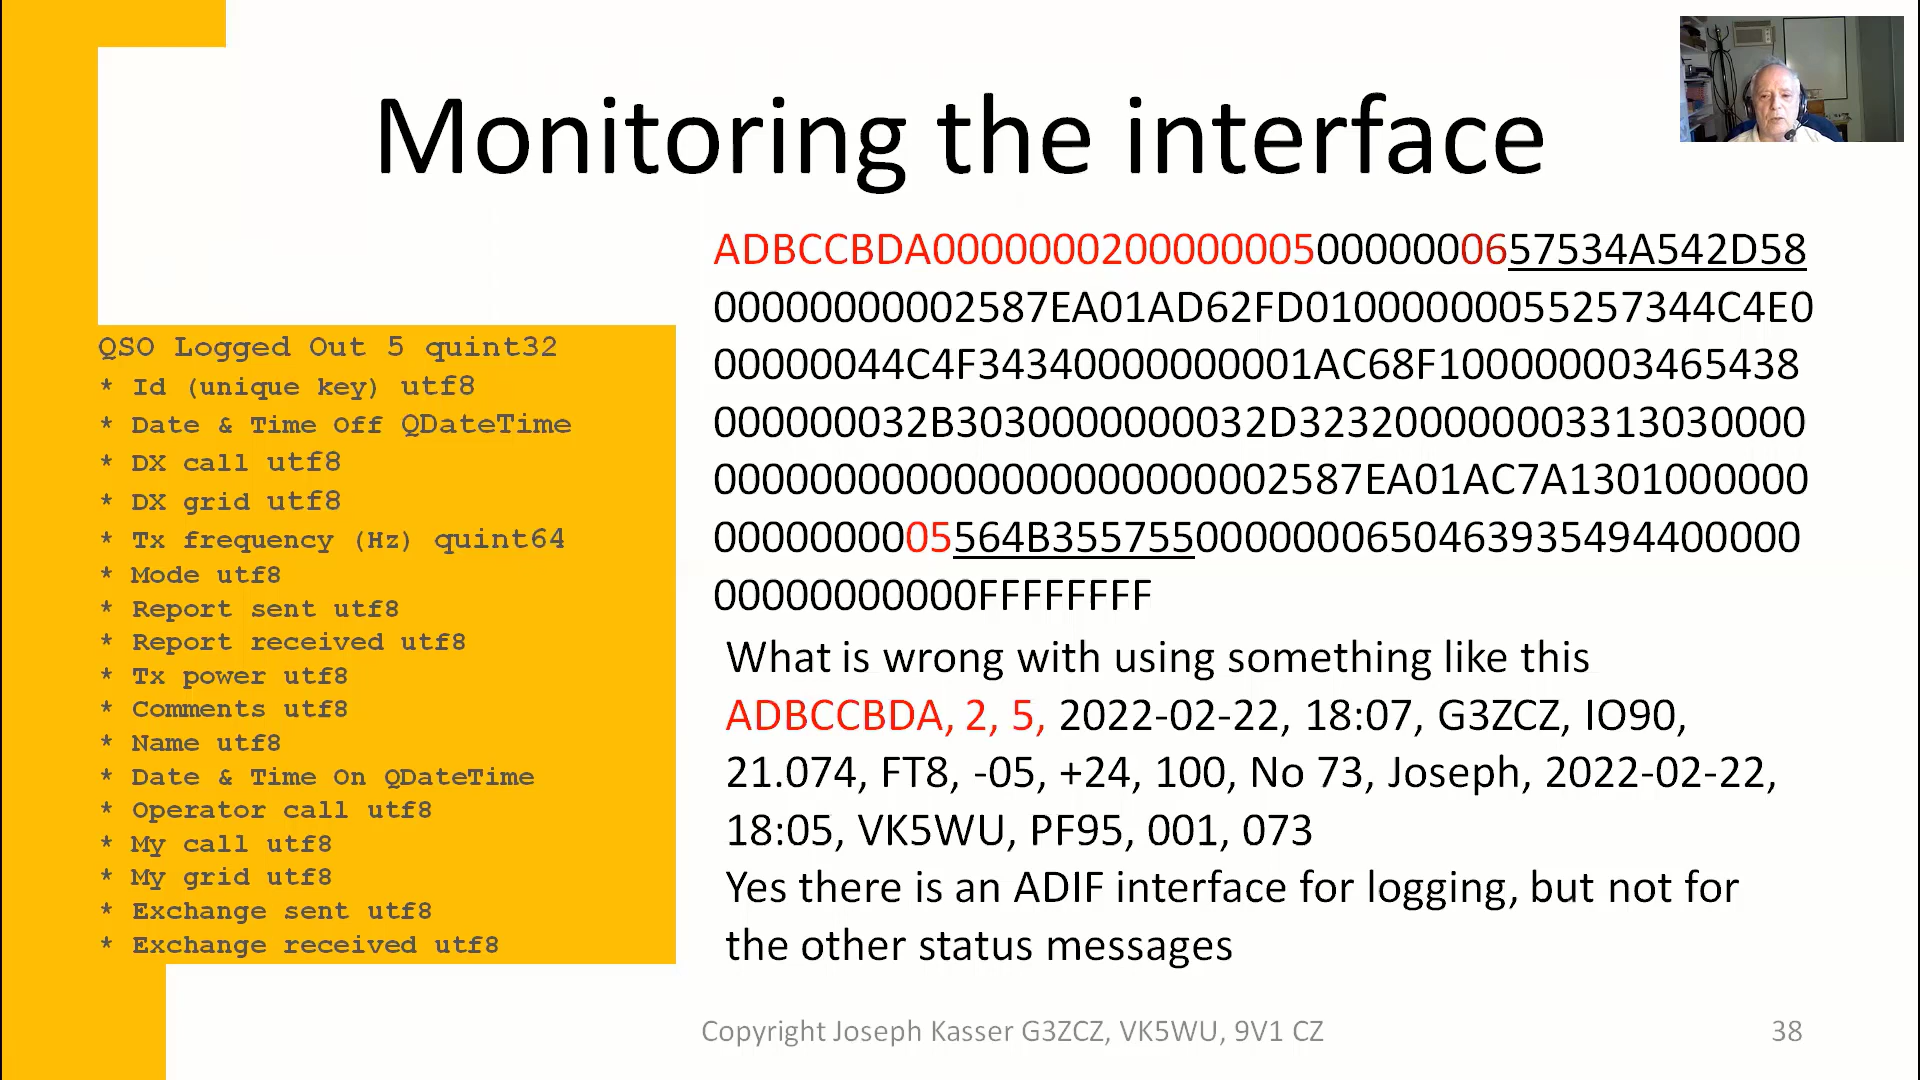 Monitoring the interface
QSO Logged Out 5 quint32
* Id (unique key) utf8
* Date & Time Off QDateTime
* DX call utf8
* DX grid utf8
* Tx frequency (Hz) quint64
* Mode utf8
* Report sent utf8
* Report received utf8
* Tx power utf8
* Comments utf8
* Name utf8
* Date & Time On QDateTime
* Operator call utf8
* My call utf8
* My grid utf8
* Exchange sent utf8
* Exchange received utf8
ADBCCBDA00000002000000050000000657534A542D58
00000000002587EA01AD62FD01000000055257344C4E0
00000044C4F34340000000001AC68F100000003465438
000000032B3030000000032D323200000003313030000
00000000000000000000000002587EA01AC7A1301000000
0000000005564B35575500000006504639354944000000
00000000000FFFFFFFF
What is wrong with using something like this
ADBCCBDA, 2, 5, 2022-02-22, 18:07, G3ZCZ, IO90,
21.074, FT8, -05, +24, 100, No 73, Joseph, 2022-02-22,
18:05, VK5WU, PF95, 001, 073
Yes there is an ADIF interface for logging, but not for
the other status messages
Copyright Joseph Kasser G3ZCZ, VK5WU, 9V1 CZ
38